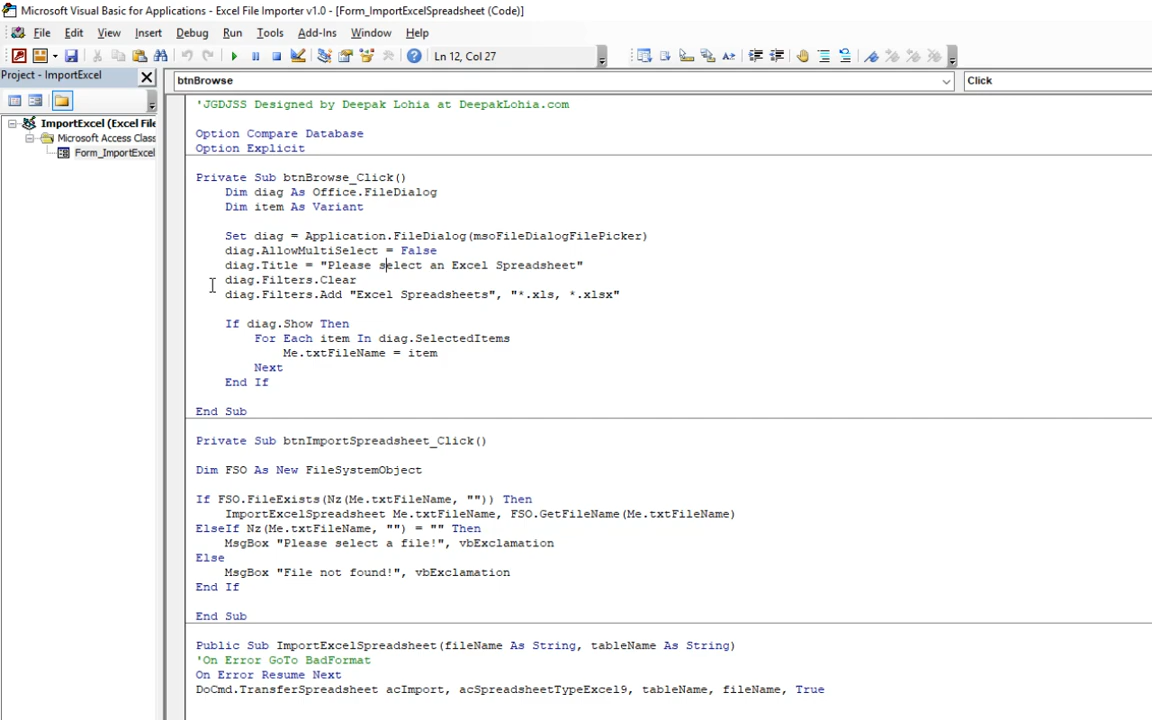 Microsoft Visual Basic for Applications - Excel File Importer v1.0 - [Form_ImportExcelSpreadsheet (Code)]
File Edit View Insert Debug Run Tools Add-Ins Window Help
Ln 12, Col 27
Project - ImportExcel
btnBrowse Click
ImportExcel (Excel File
Microsoft Access Class
Form_ImportExcel
'JGDJSS Designed by Deepak Lohia at DeepakLohia.com
Option Compare Database
Option Explicit
Private Sub btnBrowse_Click()
Dim diag As Office.FileDialog
Dim item As Variant
Set diag = Application.FileDialog(msoFileDialogFilePicker)
diag.AllowMultiSelect = False
diag.Title = "Please select an Excel Spreadsheet"
diag.Filters.Clear
diag.Filters.Add "Excel Spreadsheets", "*.xls, *.xlsx"
If diag.Show Then
For Each item In diag.SelectedItems
Me.txtFileName = item
Next
End If
End Sub
Private Sub btnImportSpreadsheet_Click()
Dim FSO As New FileSystemObject
If FSO.FileExists(Nz(Me.txtFileName, "")) Then
ImportExcelSpreadsheet Me.txtFileName, FSO.GetFileName(Me.txtFileName)
ElseIf Nz(Me.txtFileName, "") = "" Then
MsgBox "Please select a file!", vbExclamation
Else
MsgBox "File not found!", vbExclamation
End If
End Sub
Public Sub ImportExcelSpreadsheet(fileName As String, tableName As String)
'On Error GoTo BadFormat
On Error Resume Next
DoCmd.TransferSpreadsheet acImport, acSpreadsheetTypeExcel9, tableName, fileName, True